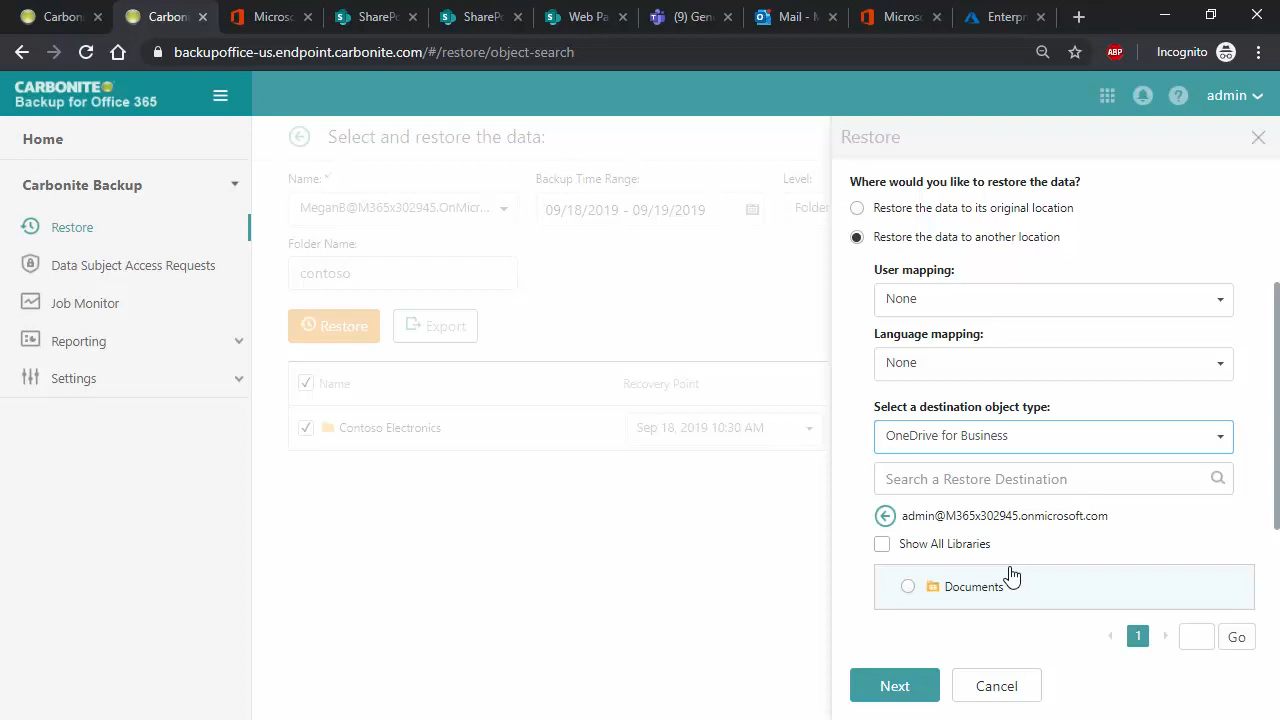 Carbon
Carbon
Microsc
SharePo
SharePo
Web Pa
(9) Gene
Mail - M
Microsc
Enterpr
backupoffice-us.endpoint.carbonite.com/#/restore/object-search
ABP
Incognito
CARBONITE
Backup for Office 365
admin
Home
Carbonite Backup
Restore
Data Subject Access Requests
Job Monitor
Reporting
Settings
Select and restore the data:
Name: *
Backup Time Range:
Level:
MeganB@M365x302945.OnMicr...
09/18/2019 - 09/19/2019
Folder
Folder Name:
contoso
Restore
Export
Name
Recovery Point
Contoso Electronics
Sep 18, 2019 10:30 AM
Restore
Where would you like to restore the data?
Restore the data to its original location
Restore the data to another location
User mapping:
None
Language mapping:
None
Select a destination object type:
OneDrive for Business
Search a Restore Destination
admin@M365x302945.onmicrosoft.com
Show All Libraries
Documents
1
Go
Next
Cancel